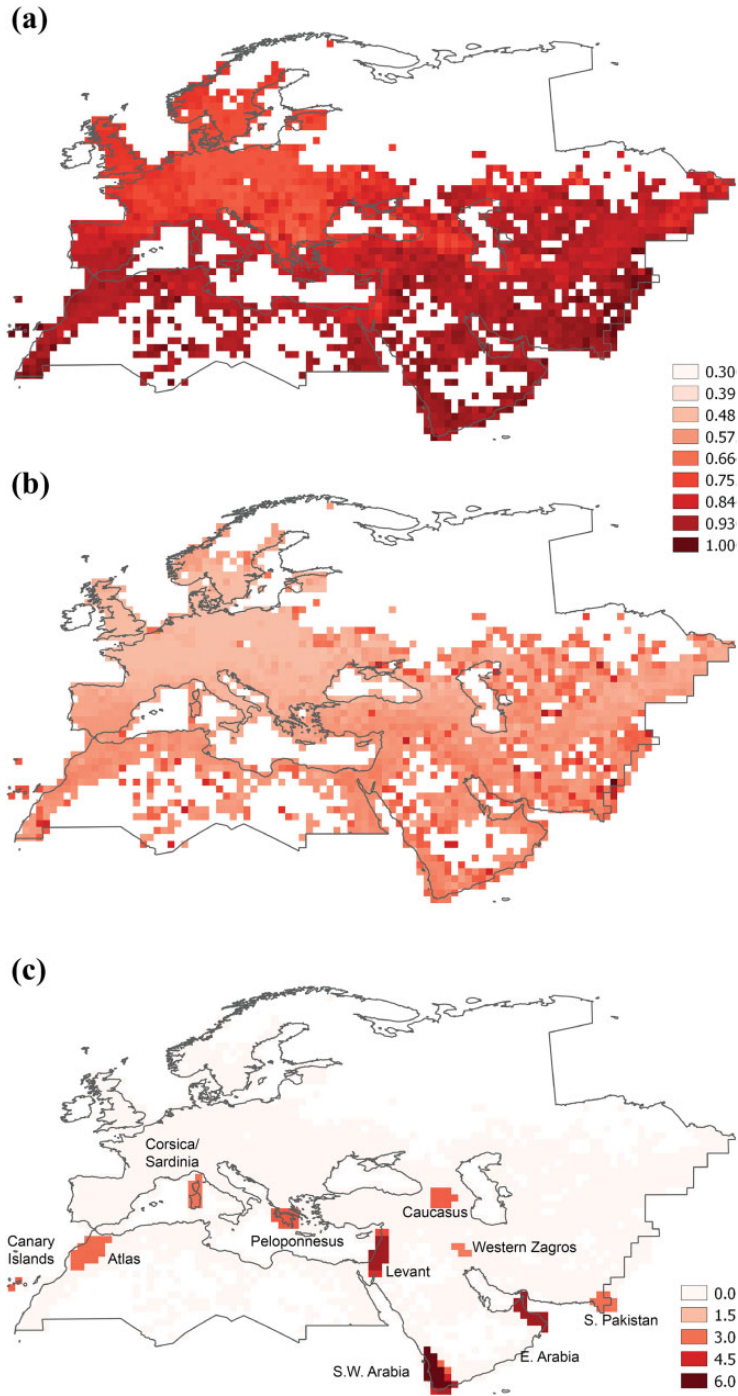 (a)
0.30
0.39
0.48
0.57
0.66
0.75
0.84
0.93
1.00
(b)
(c)
Corsica/
Sardinia
Caucasus
Canary
Islands
Atlas
Peloponnesus
Western Zagros
Levant
S. Pakistan
E. Arabia
S.W. Arabia
0.0
1.5
3.0
4.5
6.0